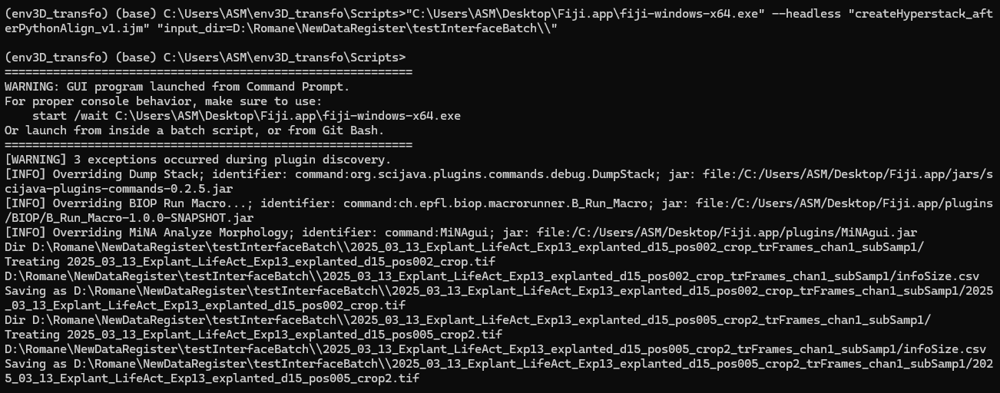 (env3D_transfo) (base) C:\Users\ASM\env3D_transfo\Scripts>"C:\Users\ASM\Desktop\Fiji.app\fiji-windows-x64.exe" --headless "createHyperstack_aft
erPythonAlign_v1.ijm" "input_dir=D:\Romane\NewDataRegister\testInterfaceBatch\\"

(env3D_transfo) (base) C:\Users\ASM\env3D_transfo\Scripts>
===========================================================
WARNING: GUI program launched from Command Prompt.
For proper console behavior, make sure to use:
    start /wait C:\Users\ASM\Desktop\Fiji.app\fiji-windows-x64.exe
Or launch from inside a batch script, or from Git Bash.
===========================================================
[WARNING] 3 exceptions occurred during plugin discovery.
[INFO] Overriding Dump Stack; identifier: command:org.scijava.plugins.commands.debug.DumpStack; jar: file:/C:/Users/ASM/Desktop/Fiji.app/jars/s
cijava-plugins-commands-0.2.5.jar
[INFO] Overriding BIOP Run Macro...; identifier: command:ch.epfl.biop.macrorunner.B_Run_Macro; jar: file:/C:/Users/ASM/Desktop/Fiji.app/plugins
/BIOP/B_Run_Macro-1.0.0-SNAPSHOT.jar
[INFO] Overriding MiNA Analyze Morphology; identifier: command:MiNAgui; jar: file:/C:/Users/ASM/Desktop/Fiji.app/plugins/MiNAgui.jar
Dir D:\Romane\NewDataRegister\testInterfaceBatch\\2025_03_13_Explant_LifeAct_Exp13_explanted_d15_pos002_crop_trFrames_chan1_subSamp1/
Treating 2025_03_13_Explant_LifeAct_Exp13_explanted_d15_pos002_crop.tif
D:\Romane\NewDataRegister\testInterfaceBatch\\2025_03_13_Explant_LifeAct_Exp13_explanted_d15_pos002_crop_trFrames_chan1_subSamp1/infoSize.csv
Saving as D:\Romane\NewDataRegister\testInterfaceBatch\\2025_03_13_Explant_LifeAct_Exp13_explanted_d15_pos002_crop_trFrames_chan1_subSamp1/2025
_03_13_Explant_LifeAct_Exp13_explanted_d15_pos002_crop.tif
Dir D:\Romane\NewDataRegister\testInterfaceBatch\\2025_03_13_Explant_LifeAct_Exp13_explanted_d15_pos005_crop2_trFrames_chan1_subSamp1/
Treating 2025_03_13_Explant_LifeAct_Exp13_explanted_d15_pos005_crop2.tif
D:\Romane\NewDataRegister\testInterfaceBatch\\2025_03_13_Explant_LifeAct_Exp13_explanted_d15_pos005_crop2_trFrames_chan1_subSamp1/infoSize.csv
Saving as D:\Romane\NewDataRegister\testInterfaceBatch\\2025_03_13_Explant_LifeAct_Exp13_explanted_d15_pos005_crop2_trFrames_chan1_subSamp1/202
5_03_13_Explant_LifeAct_Exp13_explanted_d15_pos005_crop2.tif